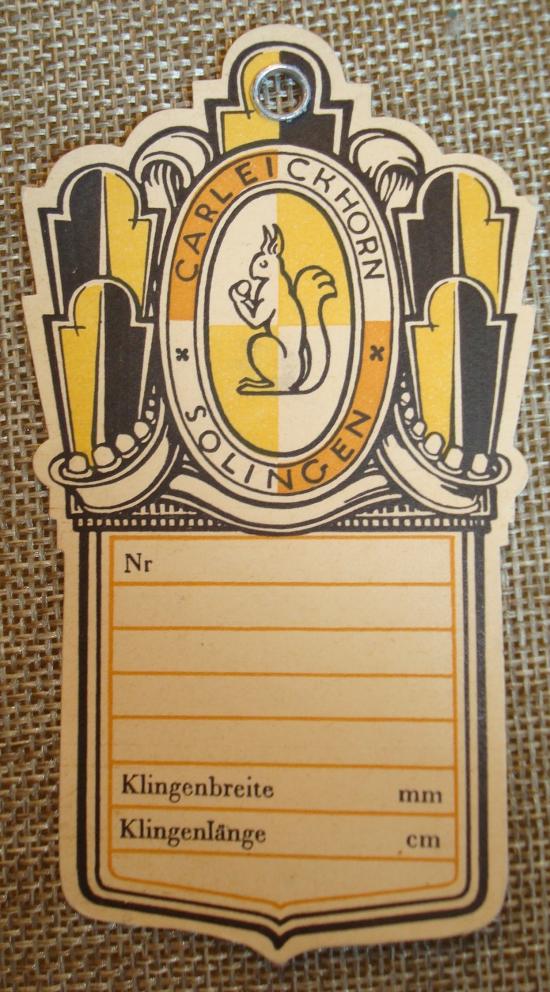 CARL EICKHORN
SOLINGEN
Nr
Klingenbreite mm
Klingenlänge cm